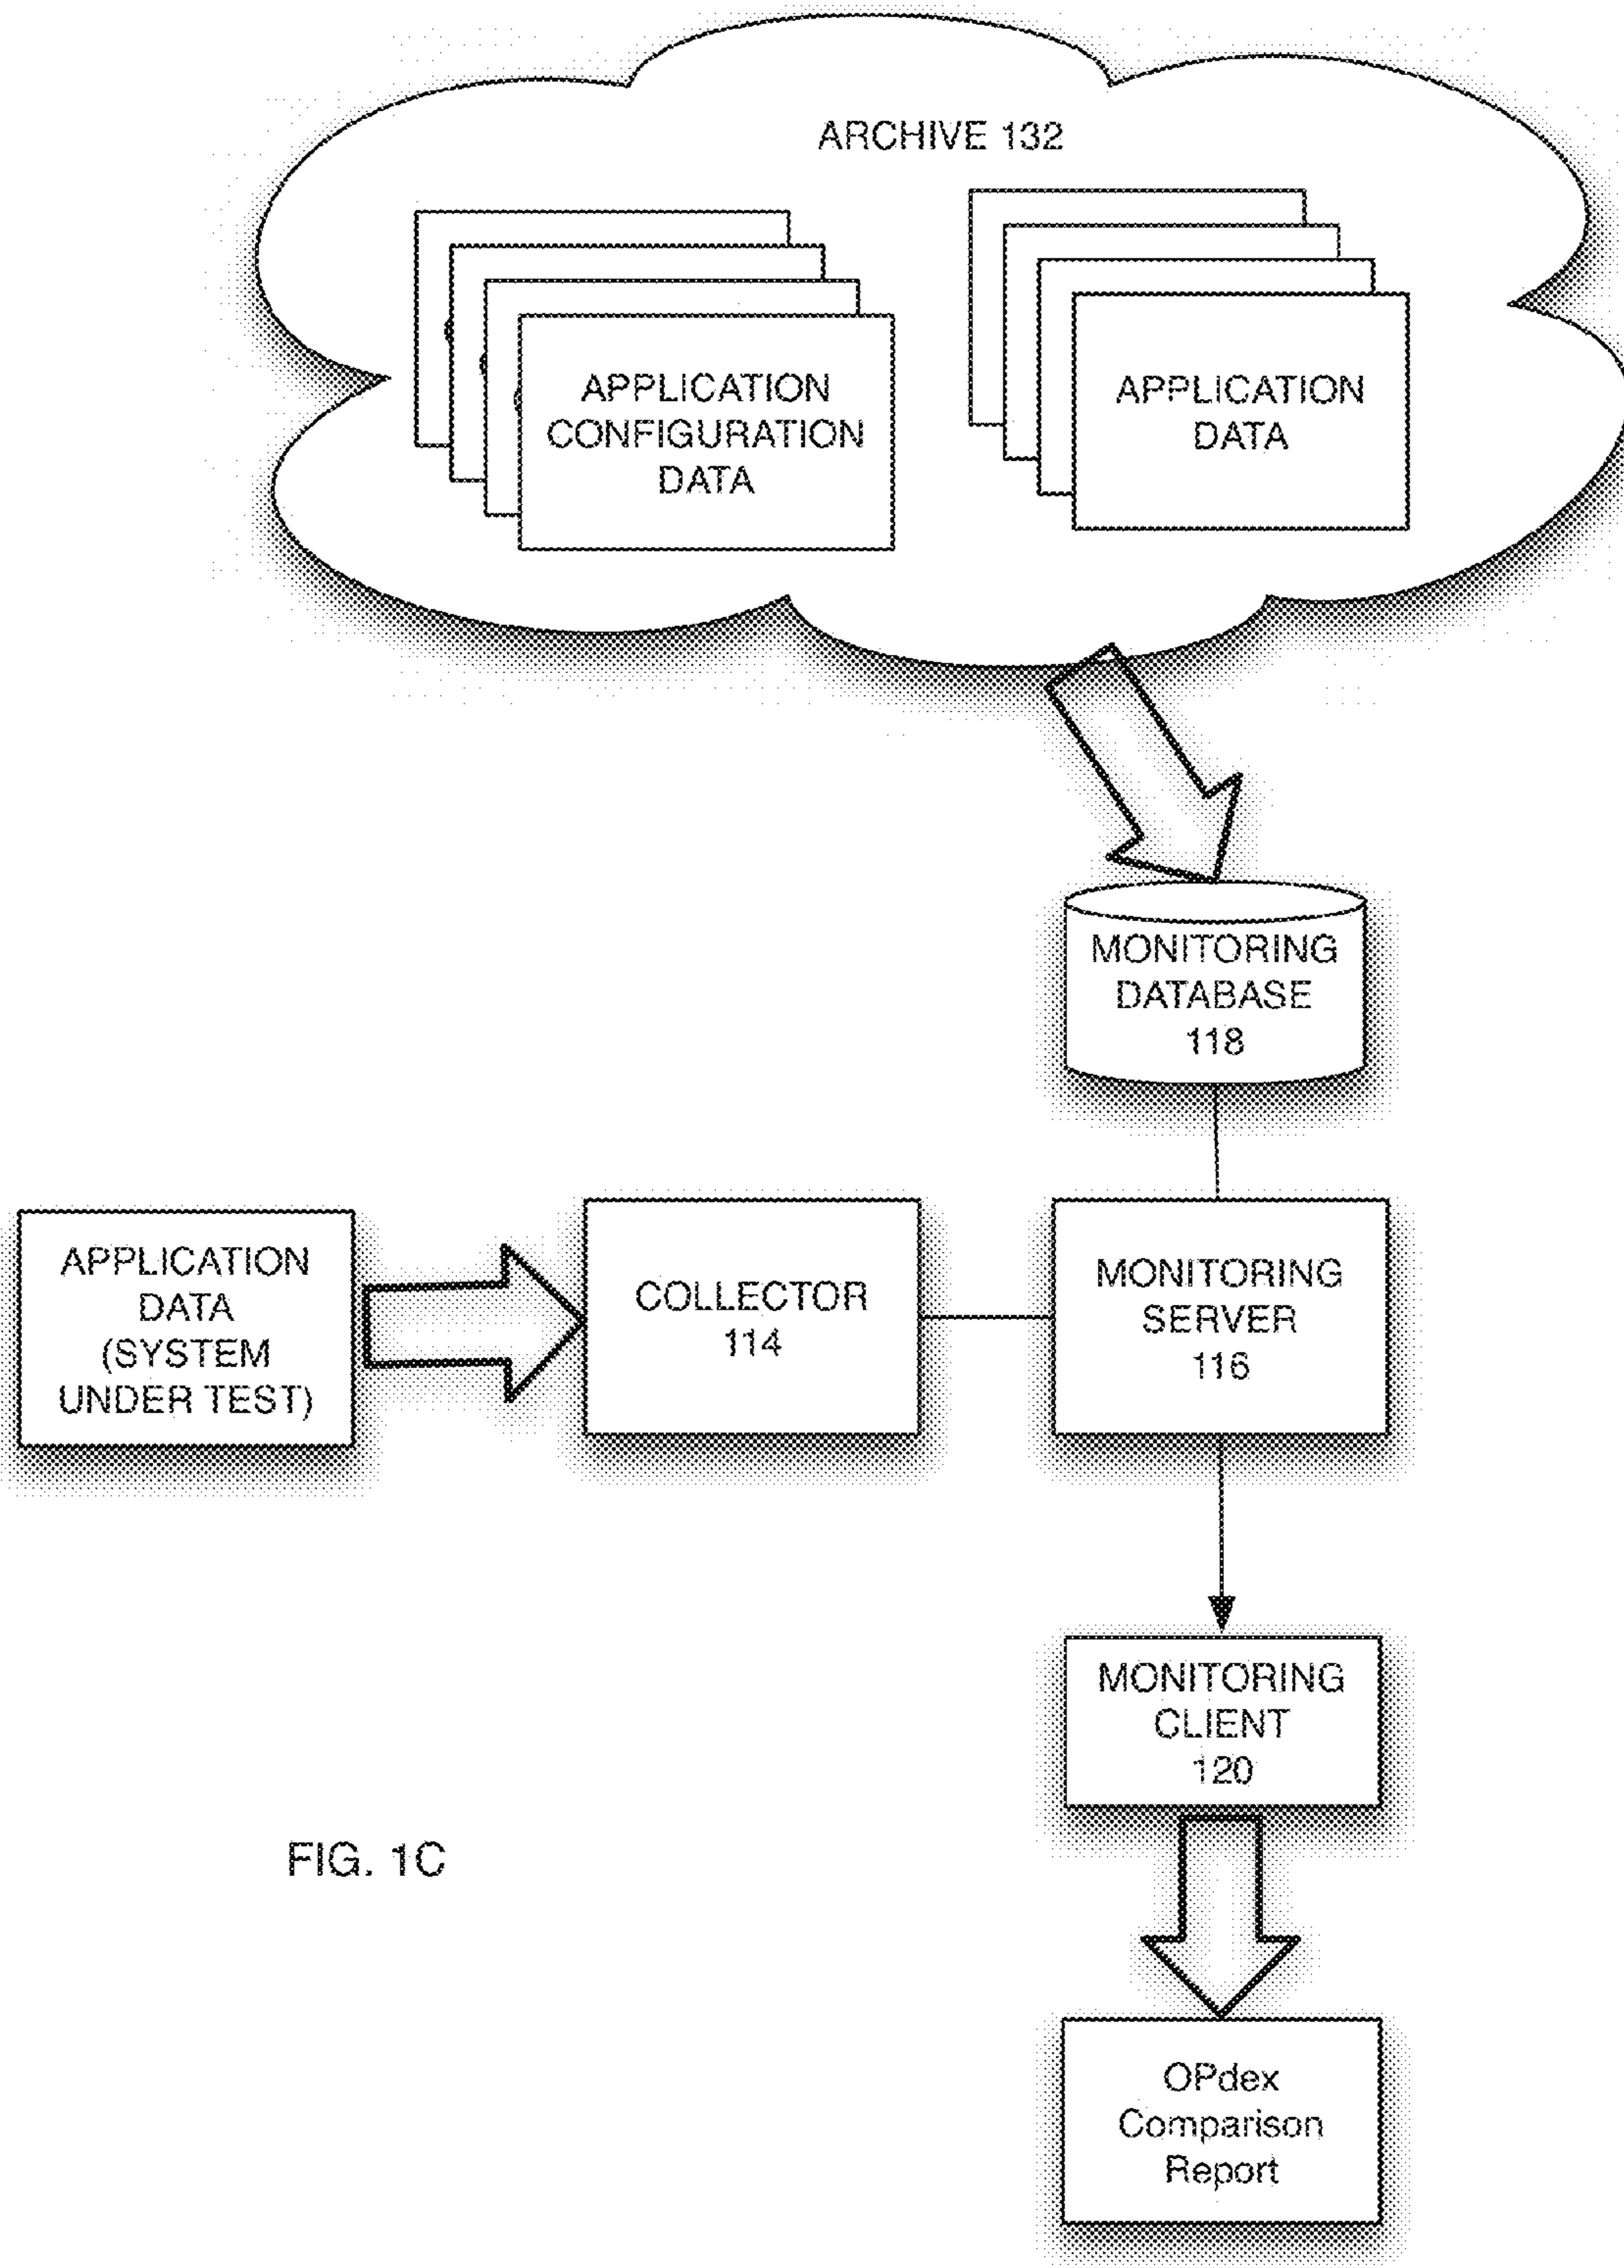 ARCHIVE 132
APPLICATION
CONFIGURATION
DATA
APPLICATION
DATA
MONITORING
DATABASE
118
APPLICATION
DATA
(SYSTEM
UNDER TEST)
COLLECTOR
114
MONITORING
SERVER
116
MONITORING
CLIENT
120
FIG. 1C
OPdex
Comparison
Report